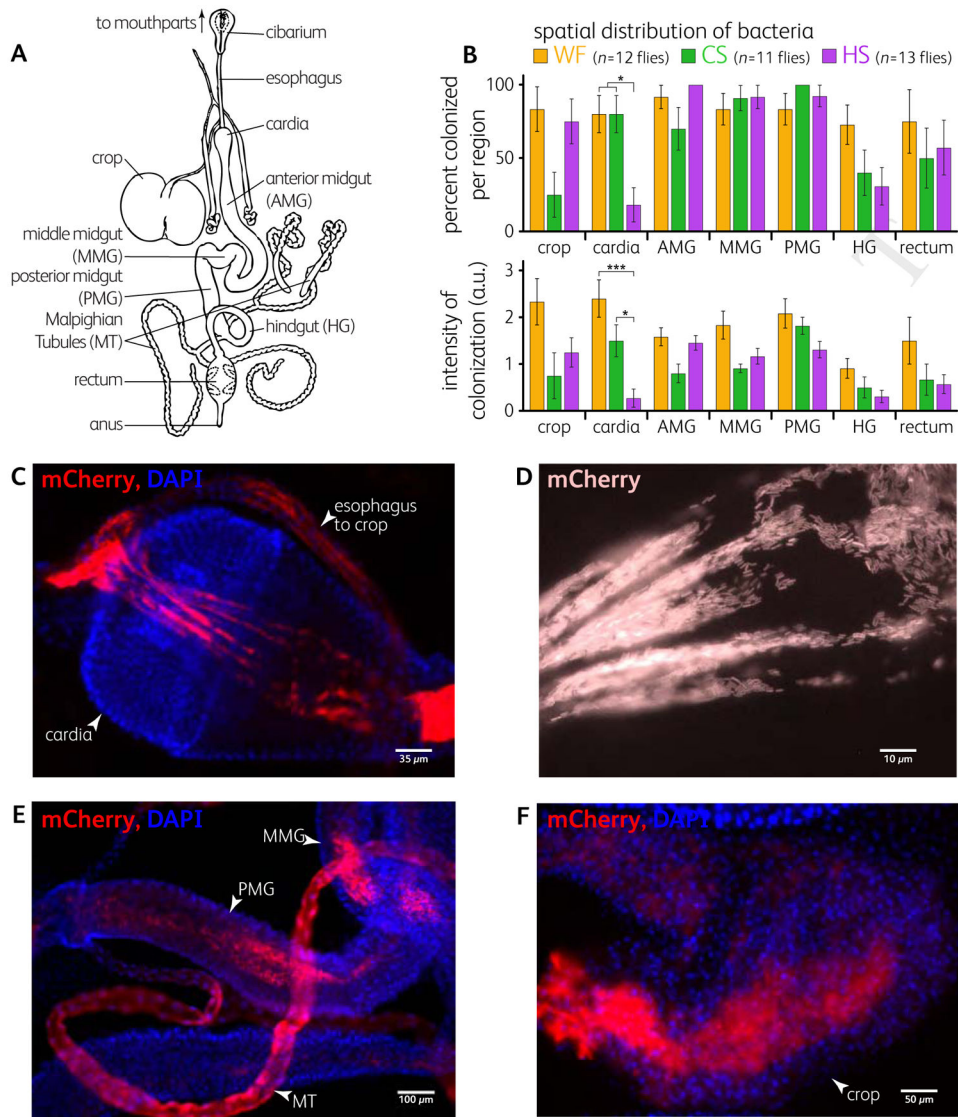 A
to mouthparts
cibarium
esophagus
cardia
crop
anterior midgut
(AMG)
middle midgut
(MMG)
posterior midgut
(PMG)
Malpighian
Tubules (MT)
hindgut (HG)
rectum
anus
B
spatial distribution of bacteria
WF (n=12 flies) CS (n=11 flies) HS (n=13 flies)
percent colonized
per region
100
50
0
*
crop cardia AMG MMG PMG HG rectum
intensity of
colonization (a.u.)
3
2
1
0
***
*
crop cardia AMG MMG PMG HG rectum
T
C
mCherry, DAPI
esophagus
to crop
cardia
35 µm
D
mCherry
10 µm
E
mCherry, DAPI
MMG
PMG
MT
100 µm
F
mCherry, DAPI
crop
50 µm